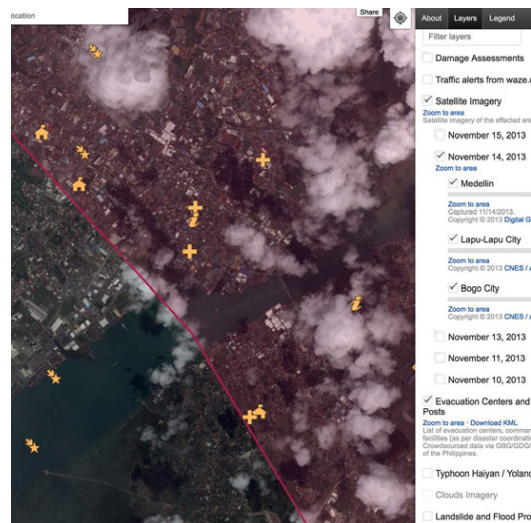 ocation
Share
About Layers Legend
Filter layers
Damage Assessments
Traffic alerts from waze.c
Satellite Imagery
Zoom to area
Satellite imagery of the affected are
November 15, 2013
November 14, 2013
Zoom to area
Medellin
Zoom to area
Captured 11/14/2013.
Copyright © 2013 Digital G
Lapu-Lapu City
Zoom to area
Copyright © 2013 CNES / A
Bogo City
Zoom to area
Copyright © 2013 CNES / A
November 13, 2013
November 11, 2013
November 10, 2013
Evacuation Centers and
Posts
Zoom to area - Download KML
List of evacuation centers, comman
facilities (as per disaster coordinatio
Crowdsourced data via GBG/GDG/
of the Philippines.
Typhoon Haiyan / Yolanc
Clouds Imagery
Landslide and Flood Pro